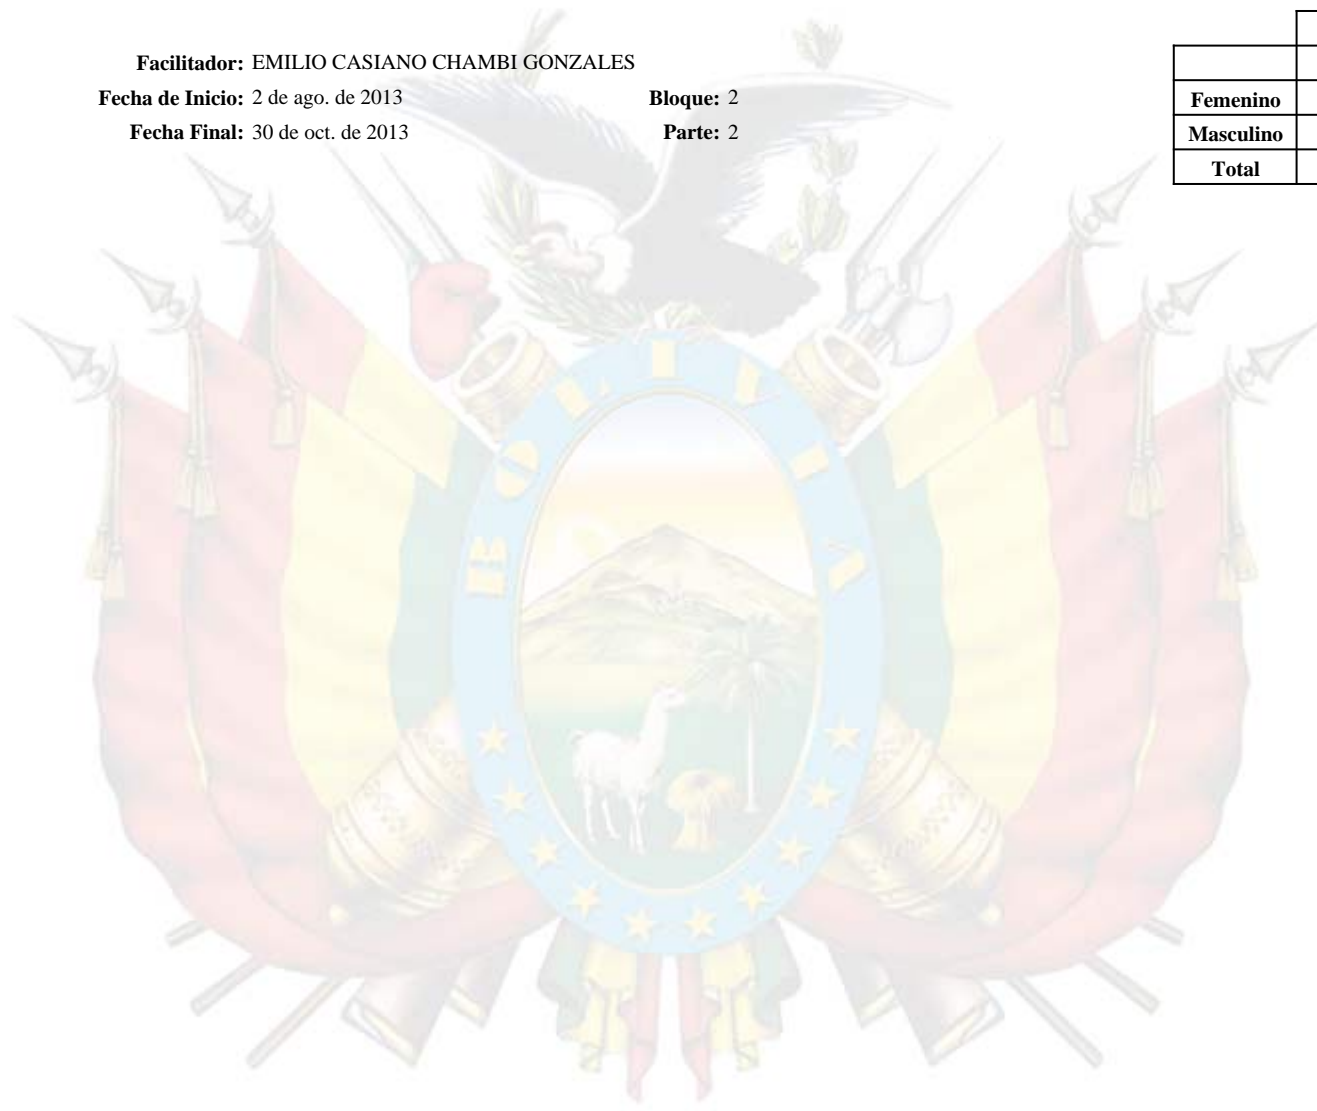 Facilitador: EMILIO CASIANO CHAMBI GONZALES
Fecha de Inicio: 2 de ago. de 2013 Bloque: 2
Fecha Final: 30 de oct. de 2013 Parte: 2
Femenino
Masculino
Total
BOLIVIA